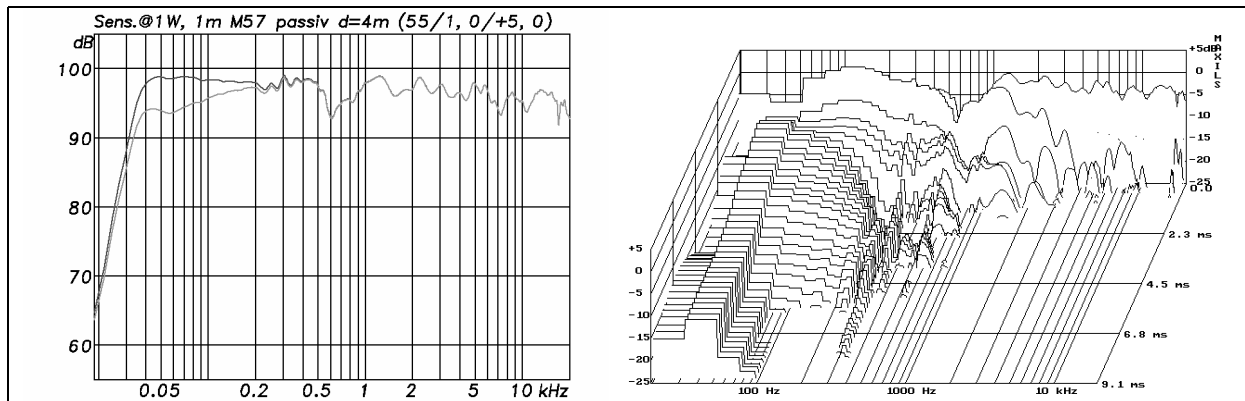 Sens.@1W, 1m M57 passiv d=4m (55/1, 0/+5, 0)
dB
100
90
80
70
60
0.05 0.1 0.2 0.5 1 2 5 10 kHz
+5dB
0
-5
-10
-15
-20
-25
0.0
MAXILS
2.3 ms
4.5 ms
6.8 ms
9.1 ms
+5
0
-5
-10
-15
-20
-25
100 Hz 1000 Hz 10 kHz